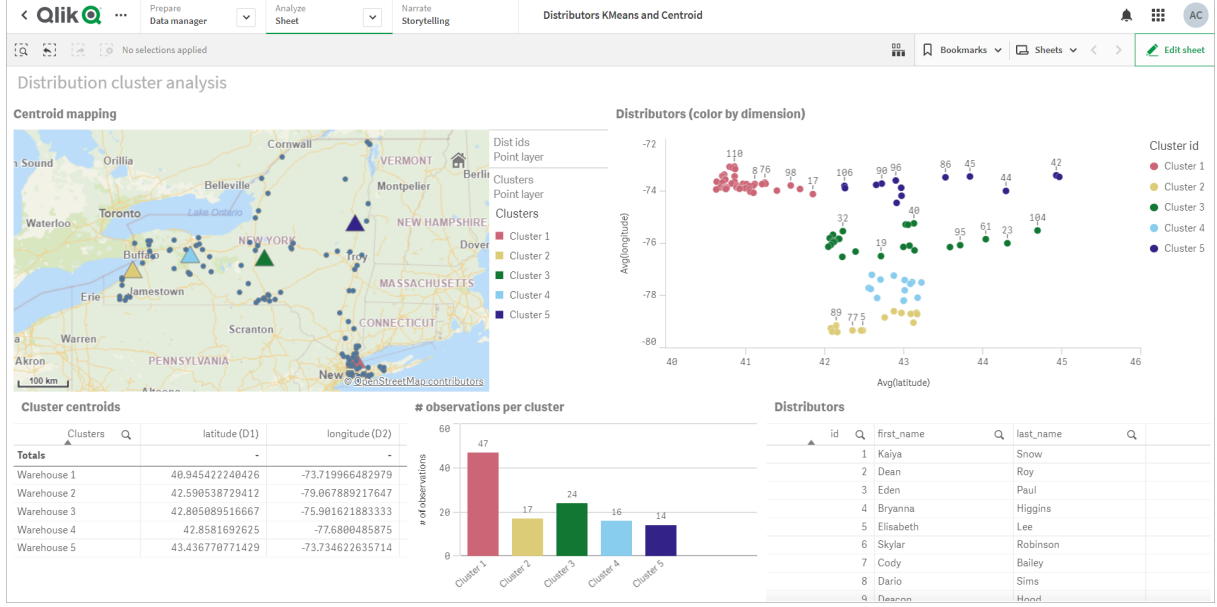 Qlik
Prepare
Data manager
Analyze
Sheet
Narrate
Storytelling
Distributors KMeans and Centroid
AC
No selections applied
Bookmarks
Sheets
Edit sheet
Distribution cluster analysis
Centroid mapping
Cornwall
n Sound
Orillia
VERMONT
Berlin
Belleville
Montpelier
Toronto
Lake Ontario
Waterloo
NEW HAMPSHIRE
NEW YORK
Dover
Buffalo
Troy
Erie
Jamestown
MASSACHUSETTS
Scranton
CONNECTICUT
Warren
Akron
PENNSYLVANIA
New
100 km
© OpenStreetMap contributors
Altoona
Dist ids
Point layer
Clusters
Point layer
Clusters
Cluster 1
Cluster 2
Cluster 3
Cluster 4
Cluster 5
Distributors (color by dimension)
Avg(longitude)
-72
-74
-76
-78
-80
110
8 76
98
17
106
90 96
86
45
44
42
32
40
19
95
61
23
104
89
77 5
40 41 42 43 44 45 46
Avg(latitude)
Cluster id
Cluster 1
Cluster 2
Cluster 3
Cluster 4
Cluster 5
Cluster centroids
Clusters latitude (D1) longitude (D2)
Totals - -
Warehouse 1 40.945422240426 -73.719966482979
Warehouse 2 42.590538729412 -79.067889217647
Warehouse 3 42.805089516667 -75.901621883333
Warehouse 4 42.8581692625 -77.6800485875
Warehouse 5 43.436770771429 -73.734622635714
# observations per cluster
# of observations
60
40
20
0
47
17
24
16
14
Cluster 1
Cluster 2
Cluster 3
Cluster 4
Cluster 5
Distributors
id first_name last_name
1 Kaiya Snow
2 Dean Roy
3 Eden Paul
4 Bryanna Higgins
5 Elisabeth Lee
6 Skylar Robinson
7 Cody Bailey
8 Dario Sims
9 Deacon Hood